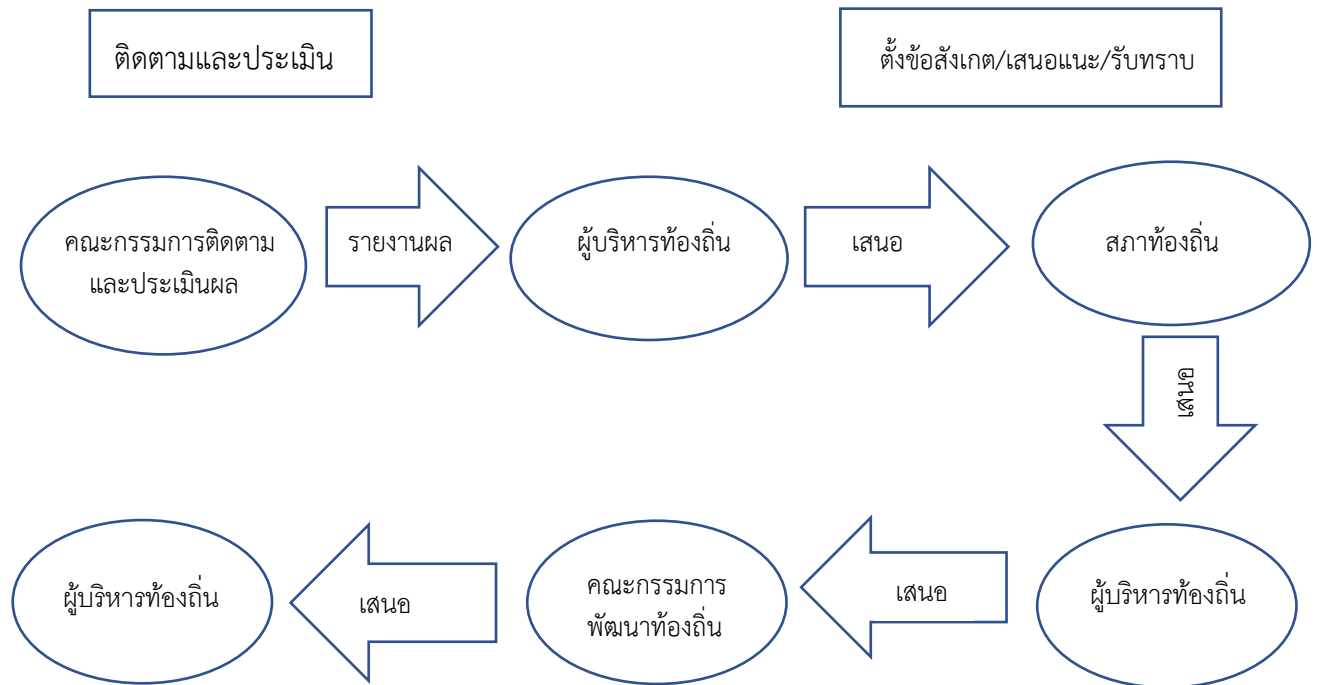 ติดตามและประเมิน
ตั้งข้อสังเกต/เสนอแนะ/รับทราบ
คณะกรรมการติดตาม
และประเมินผล
รายงานผล
ผู้บริหารท้องถิ่น
เสนอ
สภาท้องถิ่น
เสนอ
ผู้บริหารท้องถิ่น
เสนอ
คณะกรรมการ
พัฒนาท้องถิ่น
เสนอ
ผู้บริหารท้องถิ่น